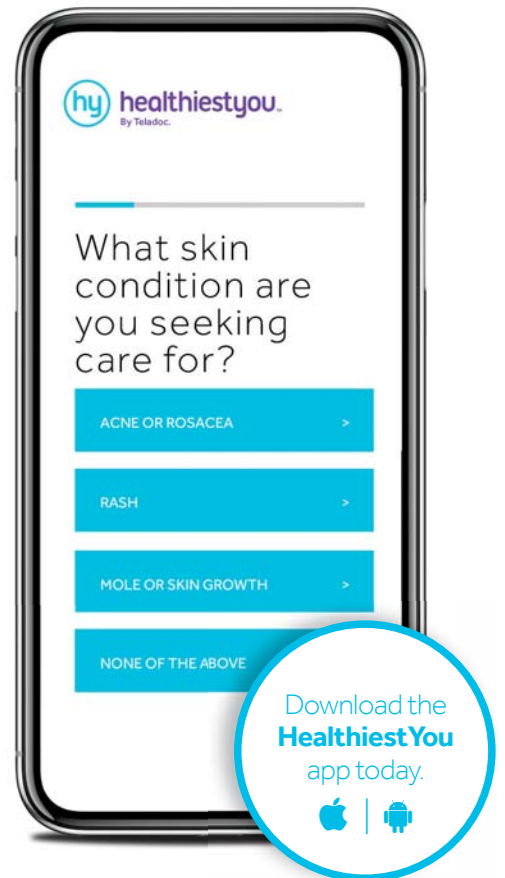 hy healthiestyou.
By Teladoc.
What skin
condition are
you seeking
care for?
ACNE OR ROSACEA >
RASH >
MOLE OR SKIN GROWTH >
NONE OF THE ABOVE
Download the
HealthiestYou
app today.